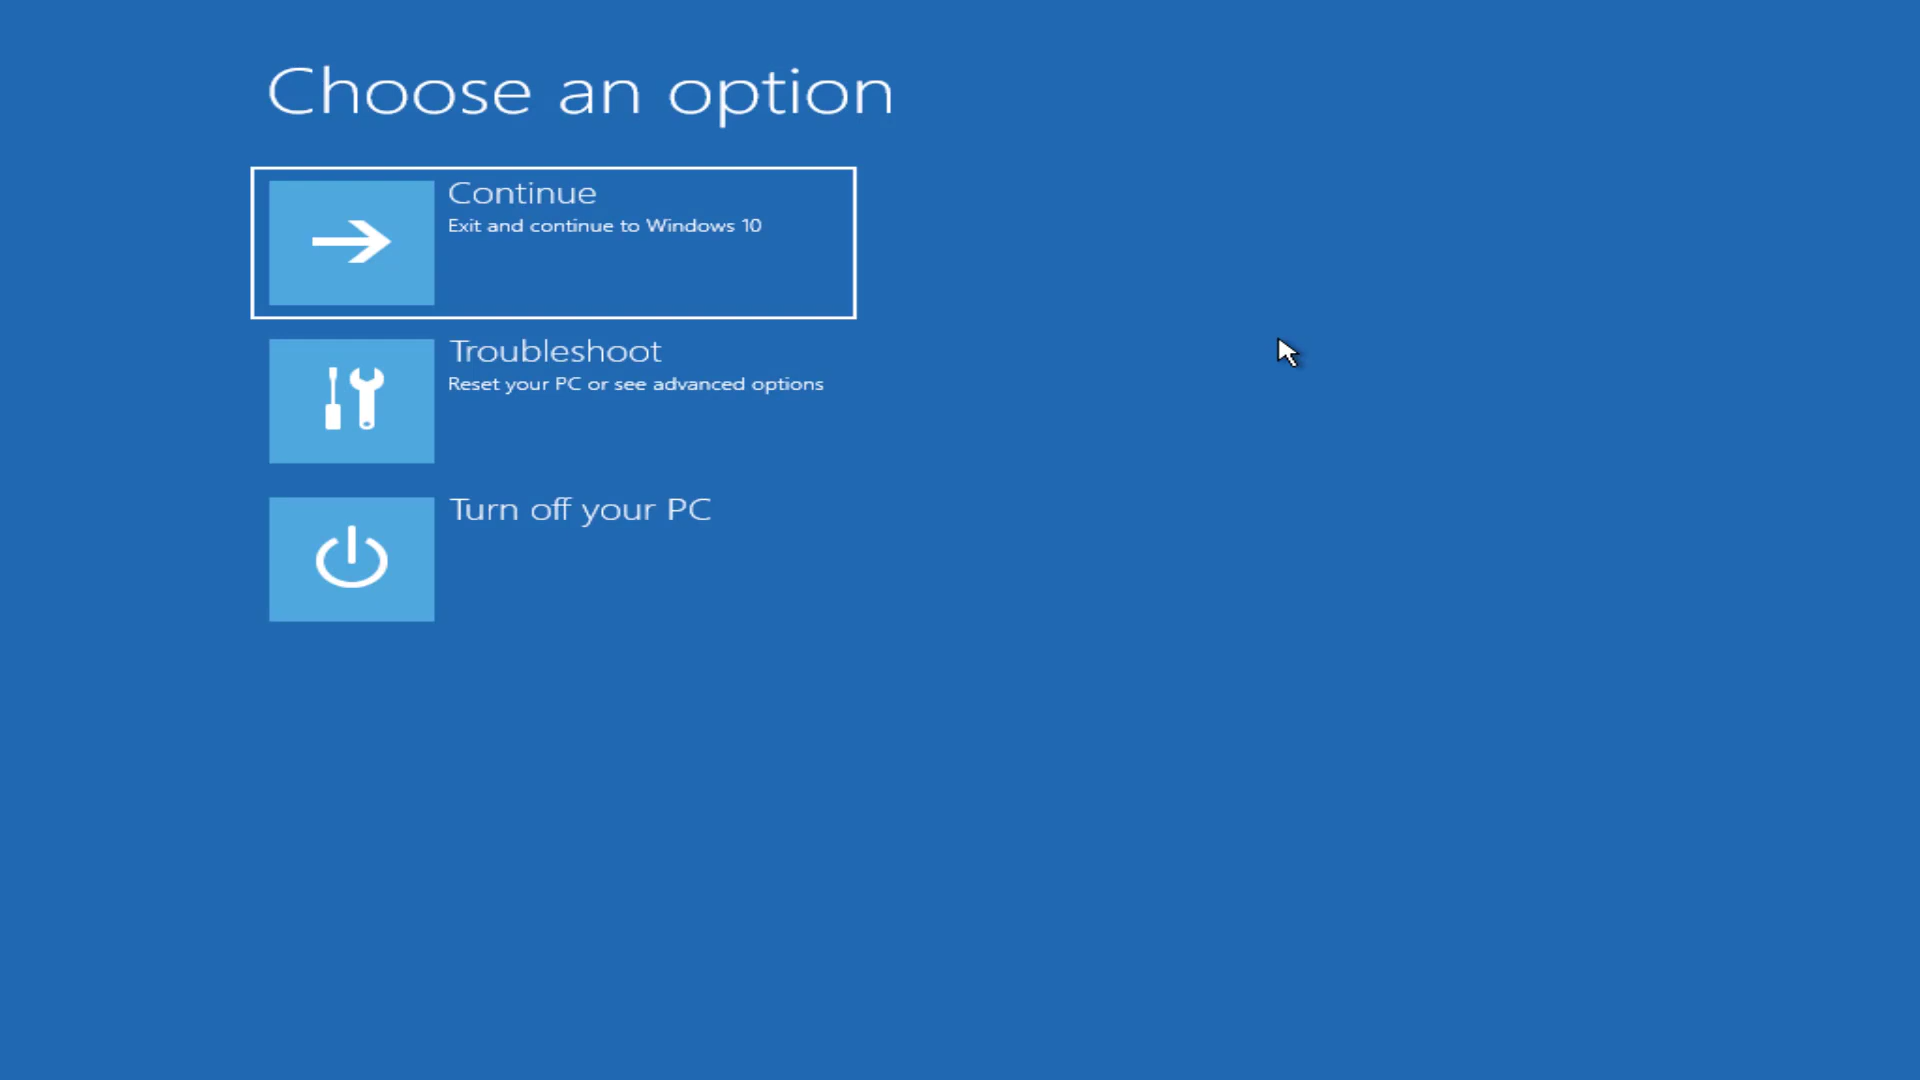 Choose an option
Continue
Exit and continue to Windows 10
Troubleshoot
Reset your PC or see advanced options
Turn off your PC